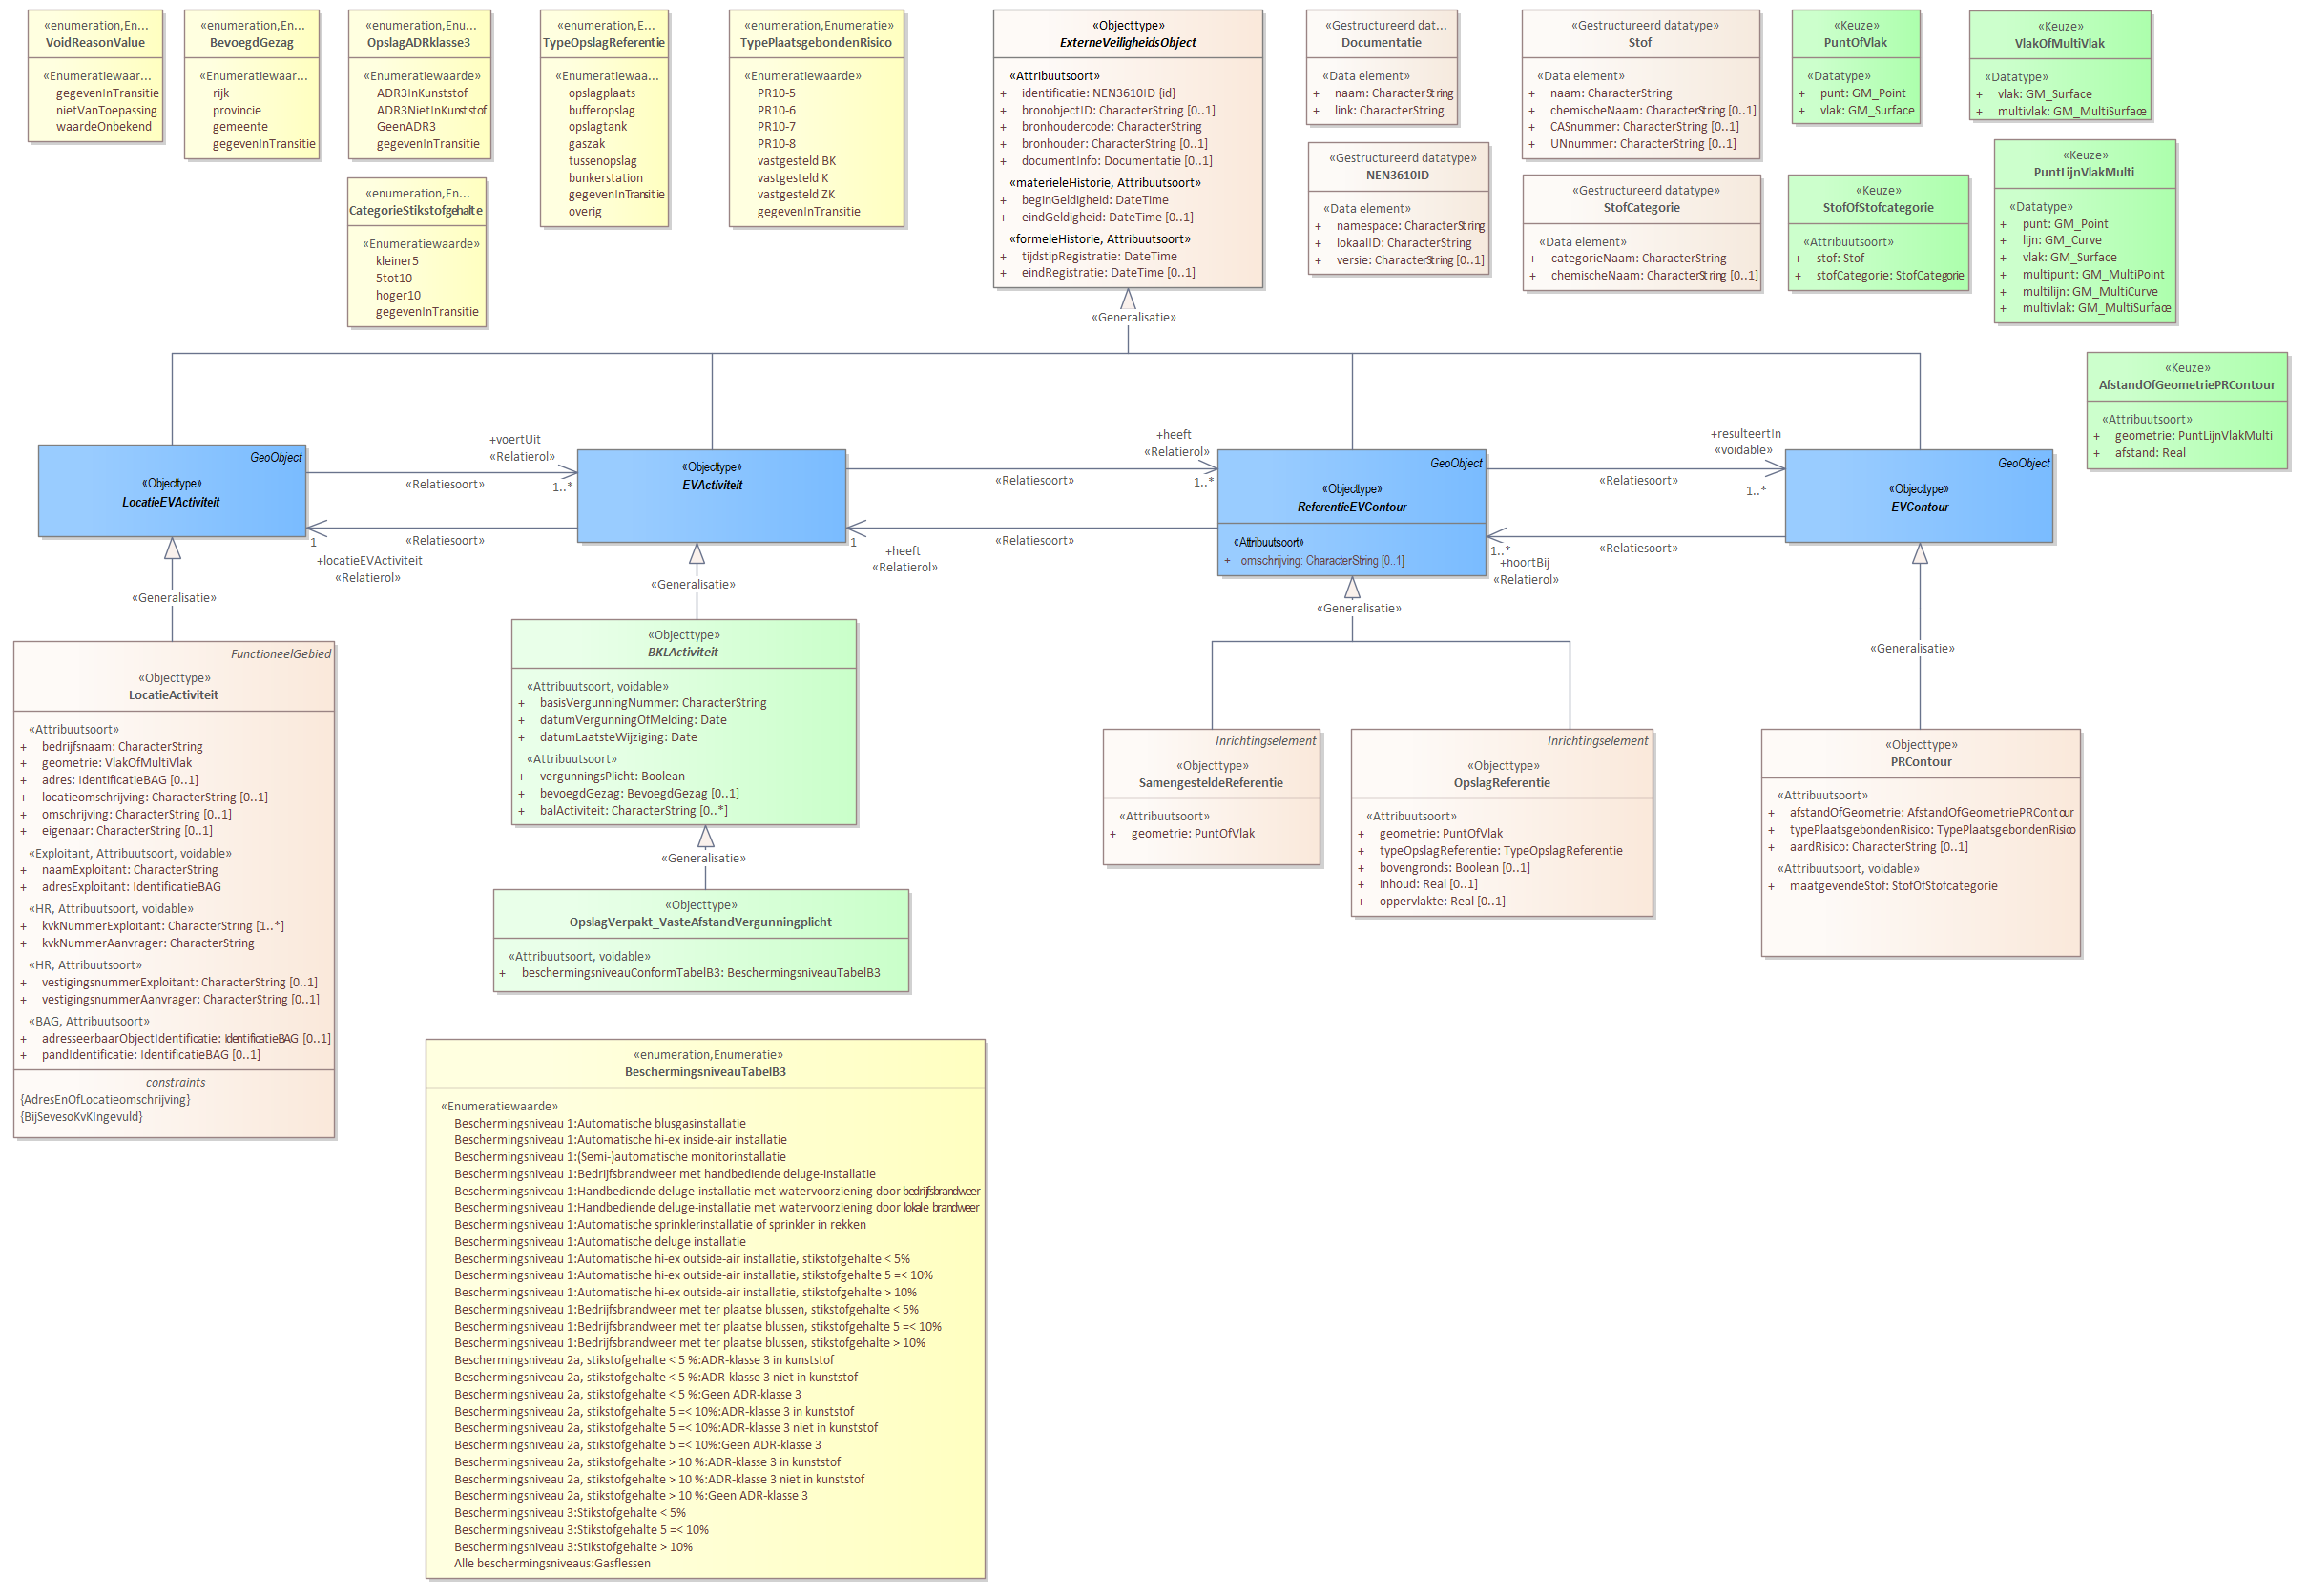 «enumeration,En...
VoidReasonValue
«Enumeratiewaar...
gegevenInTransitie
nietVanToepassing
waardeOnbekend
«enumeration,En...
BevoegdGezag
«Enumeratiewaar...
rijk
provincie
gemeente
gegevenInTransitie
«enumeration,Enu...
OpslagADRklasse3
«Enumeratiewaarde»
ADR3InKunststof
ADR3NietInKunststof
GeenADR3
gegevenInTransitie
«enumeration,En...
CategorieStikstofgehalte
«Enumeratiewaarde»
kleiner5
5tot10
hoger10
gegevenInTransitie
«enumeration,E...
TypeOpslagReferentie
«Enumeratiewaa...
opslagplaats
bufferopslag
opslagtank
gaszak
tussenopslag
bunkerstation
gegevenInTransitie
overig
«enumeration,Enumeratie»
TypePlaatsgebondenRisico
«Enumeratiewaarde»
PR10-5
PR10-6
PR10-7
PR10-8
vastgesteld BK
vastgesteld K
vastgesteld ZK
gegevenInTransitie
«Objecttype»
ExterneVeiligheidsObject
«Attribuutsoort»
+ identificatie: NEN3610ID {id}
+ bronobjectID: CharacterString [0..1]
+ bronhoudercode: CharacterString
+ bronhouder: CharacterString [0..1]
+ documentInfo: Documentatie [0..1]
«materieleHistorie, Attribuutsoort»
+ beginGeldigheid: DateTime
+ eindGeldigheid: DateTime [0..1]
«formeleHistorie, Attribuutsoort»
+ tijdstipRegistratie: DateTime
+ eindRegistratie: DateTime [0..1]
«Gestructureerd dat...
Documentatie
«Data element»
+ naam: CharacterString
+ link: CharacterString
«Gestructureerd datatype»
NEN3610ID
«Data element»
+ namespace: CharacterString
+ lokaalID: CharacterString
+ versie: CharacterString [0..1]
«Gestructureerd datatype»
Stof
«Data element»
+ naam: CharacterString
+ chemischeNaam: CharacterString [0..1]
+ CASnummer: CharacterString [0..1]
+ UNnummer: CharacterString [0..1]
«Gestructureerd datatype»
StofCategorie
«Data element»
+ categorieNaam: CharacterString
+ chemischeNaam: CharacterString [0..1]
«Keuze»
PuntOfVlak
«Datatype»
+ punt: GM_Point
+ vlak: GM_Surface
«Keuze»
StofOfStofcategorie
«Attribuutsoort»
+ stof: Stof
+ stofCategorie: StofCategorie
«Keuze»
VlakOfMultiVlak
«Datatype»
+ vlak: GM_Surface
+ multivlak: GM_MultiSurface
«Keuze»
PuntLijnVlakMulti
«Datatype»
+ punt: GM_Point
+ lijn: GM_Curve
+ vlak: GM_Surface
+ multipunt: GM_MultiPoint
+ multilijn: GM_MultiCurve
+ multivlak: GM_MultiSurface
«Keuze»
AfstandOfGeometriePRContour
«Attribuutsoort»
+ geometrie: PuntLijnVlakMulti
+ afstand: Real
«Generalisatie»
GeoObject
«Objecttype»
LocatieEVActiviteit
+voertUit
«Relatierol»
«Relatiesoort»
1..*
«Relatiesoort»
1
+locatieEVActiviteit
«Relatierol»
«Objecttype»
EVActiviteit
+heeft
«Relatierol»
«Relatiesoort»
1..*
«Relatiesoort»
1
+heeft
«Relatierol»
GeoObject
«Objecttype»
ReferentieEVContour
«Attribuutsoort»
+ omschrijving: CharacterString [0..1]
+resulteertIn
«voidable»
«Relatiesoort»
1..*
«Relatiesoort»
1..*
+hoortBij
«Relatierol»
GeoObject
«Objecttype»
EVContour
«Generalisatie»
«Generalisatie»
«Generalisatie»
«Generalisatie»
FunctioneelGebied
«Objecttype»
LocatieActiviteit
«Attribuutsoort»
+ bedrijfsnaam: CharacterString
+ geometrie: VlakOfMultiVlak
+ adres: IdentificatieBAG [0..1]
+ locatieomschrijving: CharacterString [0..1]
+ omschrijving: CharacterString [0..1]
+ eigenaar: CharacterString [0..1]
«Exploitant, Attribuutsoort, voidable»
+ naamExploitant: CharacterString
+ adresExploitant: IdentificatieBAG
«HR, Attribuutsoort, voidable»
+ kvkNummerExploitant: CharacterString [1..*]
+ kvkNummerAanvrager: CharacterString
«HR, Attribuutsoort»
+ vestigingsnummerExploitant: CharacterString [0..1]
+ vestigingsnummerAanvrager: CharacterString [0..1]
«BAG, Attribuutsoort»
+ adresseerbaarObjectIdentificatie: IdentificatieBAG [0..1]
+ pandIdentificatie: IdentificatieBAG [0..1]
constraints
{AdresEnOfLocatieomschrijving}
{BijSevesoKvKIngevuld}
«Objecttype»
BKLActiviteit
«Attribuutsoort, voidable»
+ basisVergunningNummer: CharacterString
+ datumVergunningOfMelding: Date
+ datumLaatsteWijziging: Date
«Attribuutsoort»
+ vergunningsPlicht: Boolean
+ bevoegdGezag: BevoegdGezag [0..1]
+ balActiviteit: CharacterString [0..*]
«Generalisatie»
«Objecttype»
OpslagVerpakt_VasteAfstandVergunningplicht
«Attribuutsoort, voidable»
+ beschermingsniveauConformTabelB3: BeschermingsniveauTabelB3
Inrichtingselement
«Objecttype»
SamengesteldeReferentie
«Attribuutsoort»
+ geometrie: PuntOfVlak
Inrichtingselement
«Objecttype»
OpslagReferentie
«Attribuutsoort»
+ geometrie: PuntOfVlak
+ typeOpslagReferentie: TypeOpslagReferentie
+ bovengronds: Boolean [0..1]
+ inhoud: Real [0..1]
+ oppervlakte: Real [0..1]
«Objecttype»
PRContour
«Attribuutsoort»
+ afstandOfGeometrie: AfstandOfGeometriePRContour
+ typePlaatsgebondenRisico: TypePlaatsgebondenRisico
+ aardRisico: CharacterString [0..1]
«Attribuutsoort, voidable»
+ maatgevendeStof: StofOfStofcategorie
«enumeration,Enumeratie»
BeschermingsniveauTabelB3
«Enumeratiewaarde»
Beschermingsniveau 1:Automatische blusgasinstallatie
Beschermingsniveau 1:Automatische hi-ex inside-air installatie
Beschermingsniveau 1:(Semi-)automatische monitorinstallatie
Beschermingsniveau 1:Bedrijfsbrandweer met handbediende deluge-installatie
Beschermingsniveau 1:Handbediende deluge-installatie met watervoorziening door bedrijfsbrandweer
Beschermingsniveau 1:Handbediende deluge-installatie met watervoorziening door lokale brandweer
Beschermingsniveau 1:Automatische sprinklerinstallatie of sprinkler in rekken
Beschermingsniveau 1:Automatische deluge installatie
Beschermingsniveau 1:Automatische hi-ex outside-air installatie, stikstofgehalte < 5%
Beschermingsniveau 1:Automatische hi-ex outside-air installatie, stikstofgehalte 5 =< 10%
Beschermingsniveau 1:Automatische hi-ex outside-air installatie, stikstofgehalte > 10%
Beschermingsniveau 1:Bedrijfsbrandweer met ter plaatse blussen, stikstofgehalte < 5%
Beschermingsniveau 1:Bedrijfsbrandweer met ter plaatse blussen, stikstofgehalte 5 =< 10%
Beschermingsniveau 1:Bedrijfsbrandweer met ter plaatse blussen, stikstofgehalte > 10%
Beschermingsniveau 2a, stikstofgehalte < 5 %:ADR-klasse 3 in kunststof
Beschermingsniveau 2a, stikstofgehalte < 5 %:ADR-klasse 3 niet in kunststof
Beschermingsniveau 2a, stikstofgehalte < 5 %:Geen ADR-klasse 3
Beschermingsniveau 2a, stikstofgehalte 5 =< 10%:ADR-klasse 3 in kunststof
Beschermingsniveau 2a, stikstofgehalte 5 =< 10%:ADR-klasse 3 niet in kunststof
Beschermingsniveau 2a, stikstofgehalte 5 =< 10%:Geen ADR-klasse 3
Beschermingsniveau 2a, stikstofgehalte > 10 %:ADR-klasse 3 in kunststof
Beschermingsniveau 2a, stikstofgehalte > 10 %:ADR-klasse 3 niet in kunststof
Beschermingsniveau 2a, stikstofgehalte > 10 %:Geen ADR-klasse 3
Beschermingsniveau 3:Stikstofgehalte < 5%
Beschermingsniveau 3:Stikstofgehalte 5 =< 10%
Beschermingsniveau 3:Stikstofgehalte > 10%
Alle beschermingsniveaus:Gasflessen